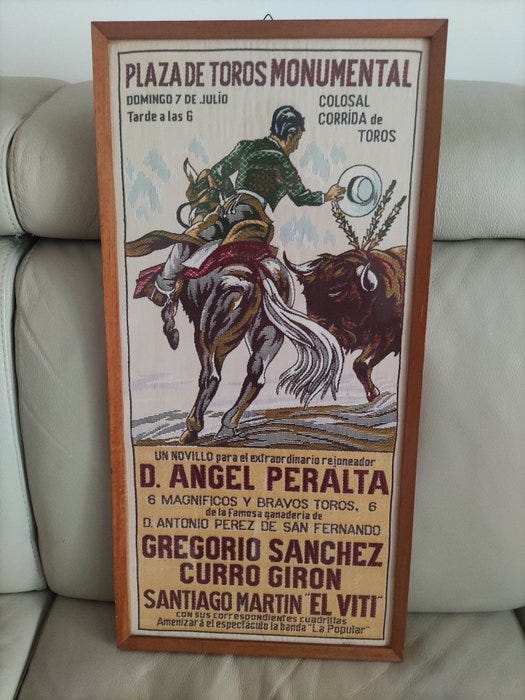 PLAZA DE TOROS MONUMENTAL
DOMINGO 7 DE JULÍO
Tarde a las 6
COLOSAL
CORRÍDA de
TOROS
UN NOVILLO para el extraordinario rejoneador
D. ANGEL PERALTA
6 MAGNIFICOS Y BRAVOS TOROS, 6
de la famosa ganadería de
D. ANTONIO PEREZ DE SAN FERNANDO
GREGORIO SANCHEZ
CURRO GIRON
SANTIAGO MARTIN "EL VITI"
con sus correspondientes cuadrillas
Amenizará el espectáculo la banda "La Popular"